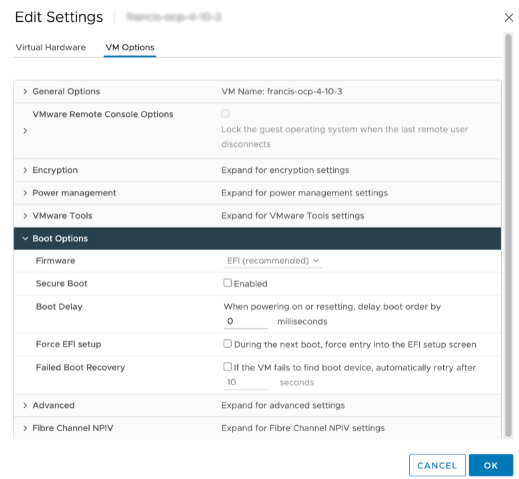 Edit Settings
Virtual Hardware VM Options
General Options VM Name: francis-ocp-4-10-3
VMware Remote Console Options
Lock the guest operating system when the last remote user
disconnects
Encryption Expand for encryption settings
Power management Expand for power management settings
VMware Tools Expand for VMware Tools settings
Boot Options
Firmware EFI (recommended)
Secure Boot Enabled
Boot Delay When powering on or resetting, delay boot order by
0 milliseconds
Force EFI setup During the next boot, force entry into the EFI setup screen
Failed Boot Recovery If the VM fails to find boot device, automatically retry after
10 seconds
Advanced Expand for advanced settings
Fibre Channel NPIV Expand for Fibre Channel NPIV settings
CANCEL OK